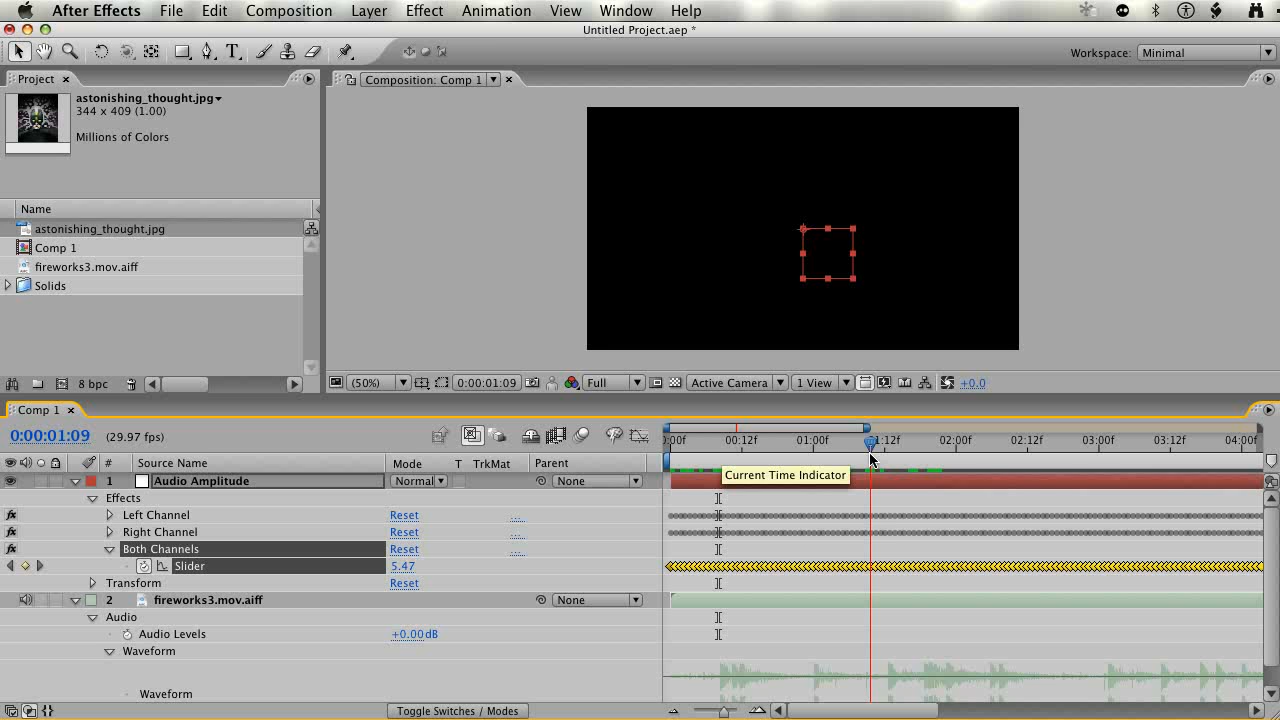 After Effects File Edit Composition Layer Effect Animation View Window Help
Untitled Project.aep *
Workspace: Minimal
Project
Composition: Comp 1
astonishing_thought.jpg
344 x 409 (1.00)
Millions of Colors
Name
astonishing_thought.jpg
Comp 1
fireworks3.mov.aiff
Solids
8 bpc
(50%) 0:00:01:09 Full Active Camera 1 View +0.0
Comp 1
0:00:01:09 (29.97 fps)
:00f 00:12f 01:00f 01:12f 02:00f 02:12f 03:00f 03:12f 04:00f
# Source Name Mode T TrkMat Parent
1 Audio Amplitude Normal None
Current Time Indicator
Effects
Left Channel Reset ...
Right Channel Reset ...
Both Channels Reset ...
Slider 5.47
Transform Reset
2 fireworks3.mov.aiff None
Audio
Audio Levels +0.00dB
Waveform
Waveform
Toggle Switches / Modes